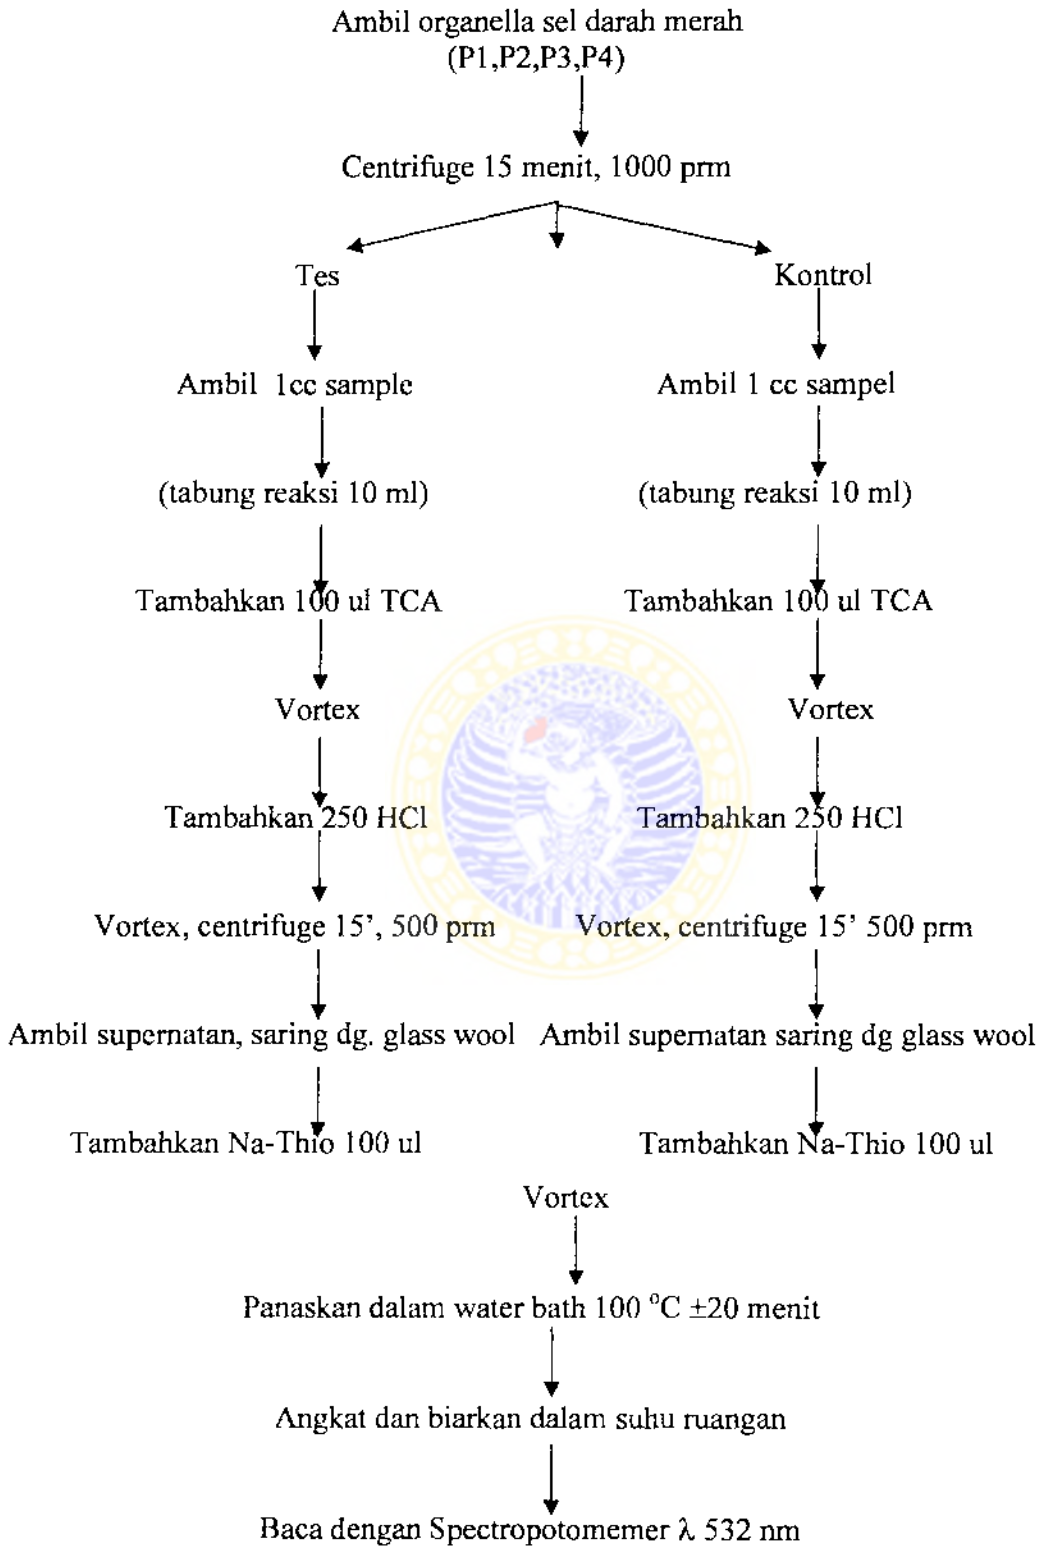 Ambil organella sel darah merah
(P1,P2,P3,P4)
Centrifuge 15 menit, 1000 prm
Tes
Kontrol
Ambil 1cc sample
Ambil 1 cc sampel
(tabung reaksi 10 ml)
(tabung reaksi 10 ml)
Tambahkan 100 ul TCA
Tambahkan 100 ul TCA
Vortex
Vortex
Tambahkan 250 HCl
Tambahkan 250 HCl
Vortex, centrifuge 15’, 500 prm
Vortex, centrifuge 15’ 500 prm
Ambil supernatan, saring dg. glass wool
Ambil supernatan saring dg glass wool
Tambahkan Na-Thio 100 ul
Tambahkan Na-Thio 100 ul
Vortex
Panaskan dalam water bath 100 °C ±20 menit
Angkat dan biarkan dalam suhu ruangan
Baca dengan Spectropotomemer λ 532 nm